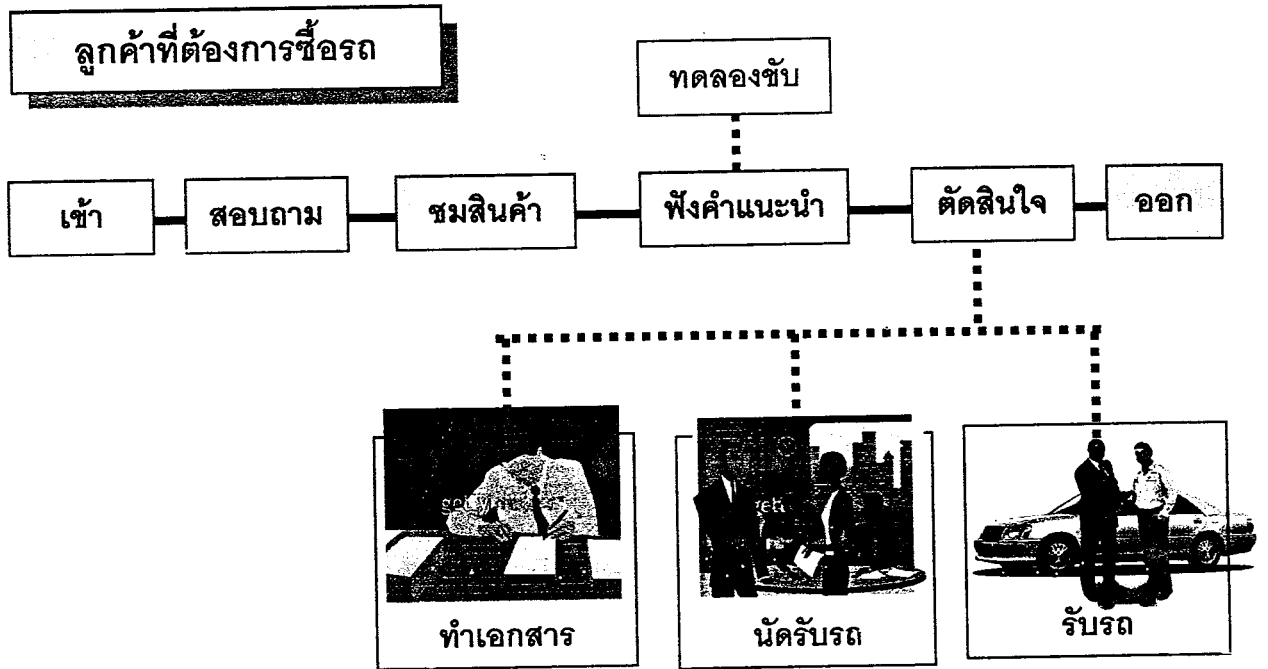 ลูกค้าที่ต้องการซื้อรถ
ทดลองขับ
เข้า
สอบถาม
ชมสินค้า
ฟังคำแนะนำ
ตัดสินใจ
ออก
ทำเอกสาร
นัดรับรถ
รับรถ